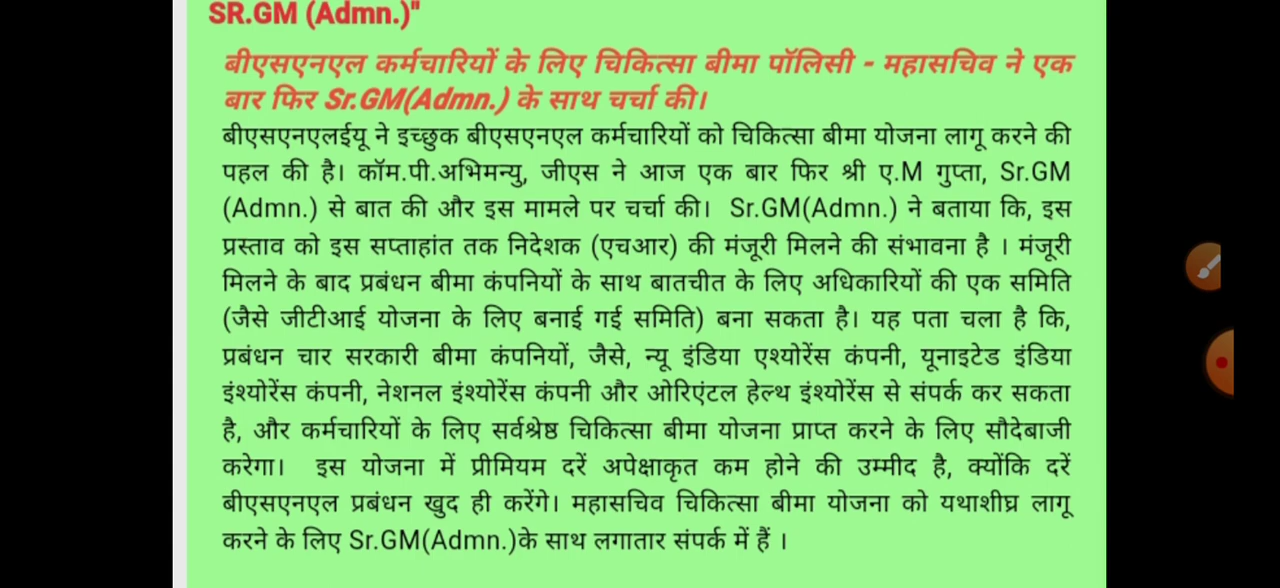 SR.GM (Admn.)"
बीएसएनएल कर्मचारियों के लिए चिकित्सा बीमा पॉलिसी - महासचिव ने एक
बार फिर Sr.GM(Admn.) के साथ चर्चा की।
बीएसएनएलईयू ने इच्छुक बीएसएनएल कर्मचारियों को चिकित्सा बीमा योजना लागू करने की
पहल की है। कॉम.पी.अभिमन्यु, जीएस ने आज एक बार फिर श्री ए.M गुप्ता, Sr.GM
(Admn.) से बात की और इस मामले पर चर्चा की। Sr.GM(Admn.) ने बताया कि, इस
प्रस्ताव को इस सप्ताहांत तक निदेशक (एचआर) की मंजूरी मिलने की संभावना है । मंजूरी
मिलने के बाद प्रबंधन बीमा कंपनियों के साथ बातचीत के लिए अधिकारियों की एक समिति
(जैसे जीटीआई योजना के लिए बनाई गई समिति) बना सकता है। यह पता चला है कि,
प्रबंधन चार सरकारी बीमा कंपनियों, जैसे, न्यू इंडिया एश्योरेंस कंपनी, यूनाइटेड इंडिया
इंश्योरेंस कंपनी, नेशनल इंश्योरेंस कंपनी और ओरिएंटल हेल्थ इंश्योरेंस से संपर्क कर सकता
है, और कर्मचारियों के लिए सर्वश्रेष्ठ चिकित्सा बीमा योजना प्राप्त करने के लिए सौदेबाजी
करेगा। इस योजना में प्रीमियम दरें अपेक्षाकृत कम होने की उम्मीद है, क्योंकि दरें
बीएसएनएल प्रबंधन खुद ही करेंगे। महासचिव चिकित्सा बीमा योजना को यथाशीघ्र लागू
करने के लिए Sr.GM(Admn.)के साथ लगातार संपर्क में हैं ।